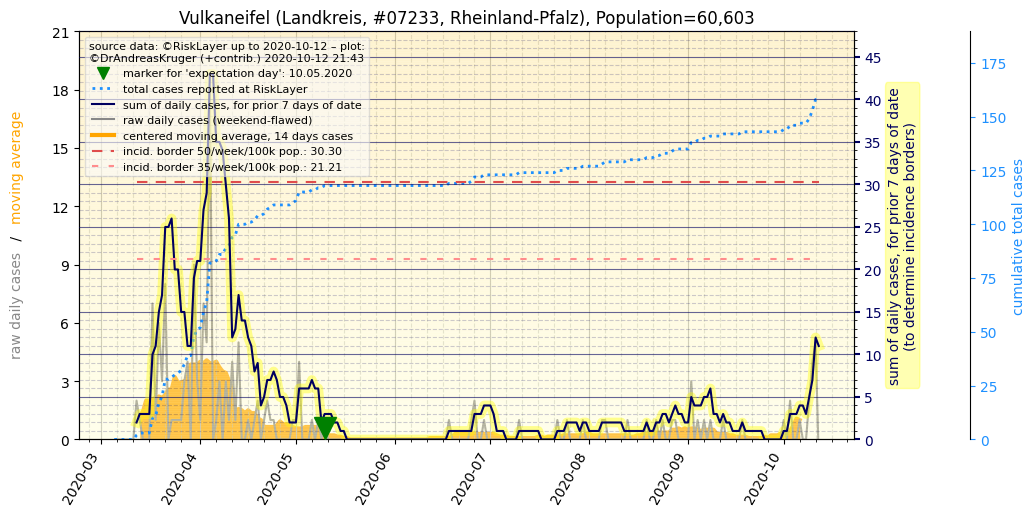 Vulkaneifel (Landkreis, #07233, Rheinland-Pfalz), Population=60,603
source data: ©RiskLayer up to 2020-10-12 – plot:
©DrAndreasKruger (+contrib.) 2020-10-12 21:43
marker for 'expectation day': 10.05.2020
total cases reported at RiskLayer
sum of daily cases, for prior 7 days of date
raw daily cases (weekend-flawed)
centered moving average, 14 days cases
incid. border 50/week/100k pop.: 30.30
incid. border 35/week/100k pop.: 21.21
raw daily cases / moving average
21
18
15
12
9
6
3
0
2020-03
2020-04
2020-05
2020-06
2020-07
2020-08
2020-09
2020-10
45
40
35
30
25
20
15
10
5
0
sum of cases, for prior 7 days of date
(to determine incidence borders)
175
150
125
100
75
50
25
0
cumulative total cases